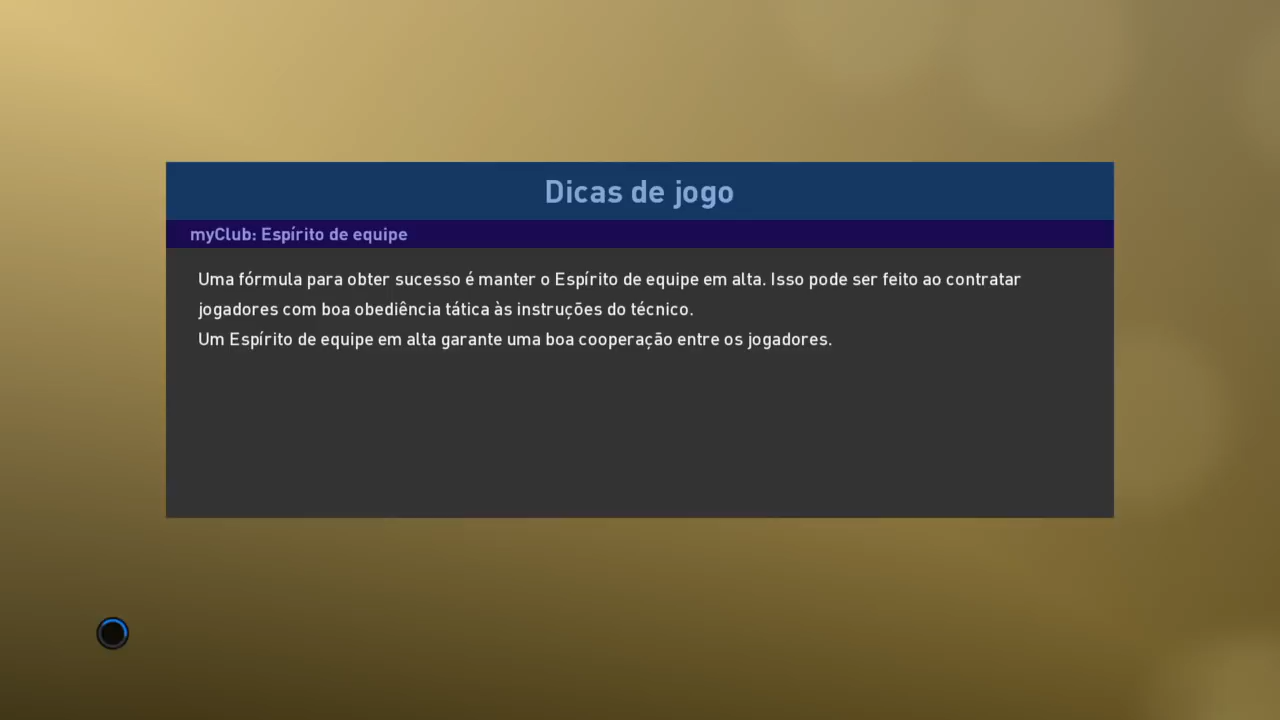 Dicas de jogo
myClub: Espírito de equipe
Uma fórmula para obter sucesso é manter o Espírito de equipe em alta. Isso pode ser feito ao contratar
jogadores com boa obediência tática às instruções do técnico.
Um Espírito de equipe em alta garante uma boa cooperação entre os jogadores.